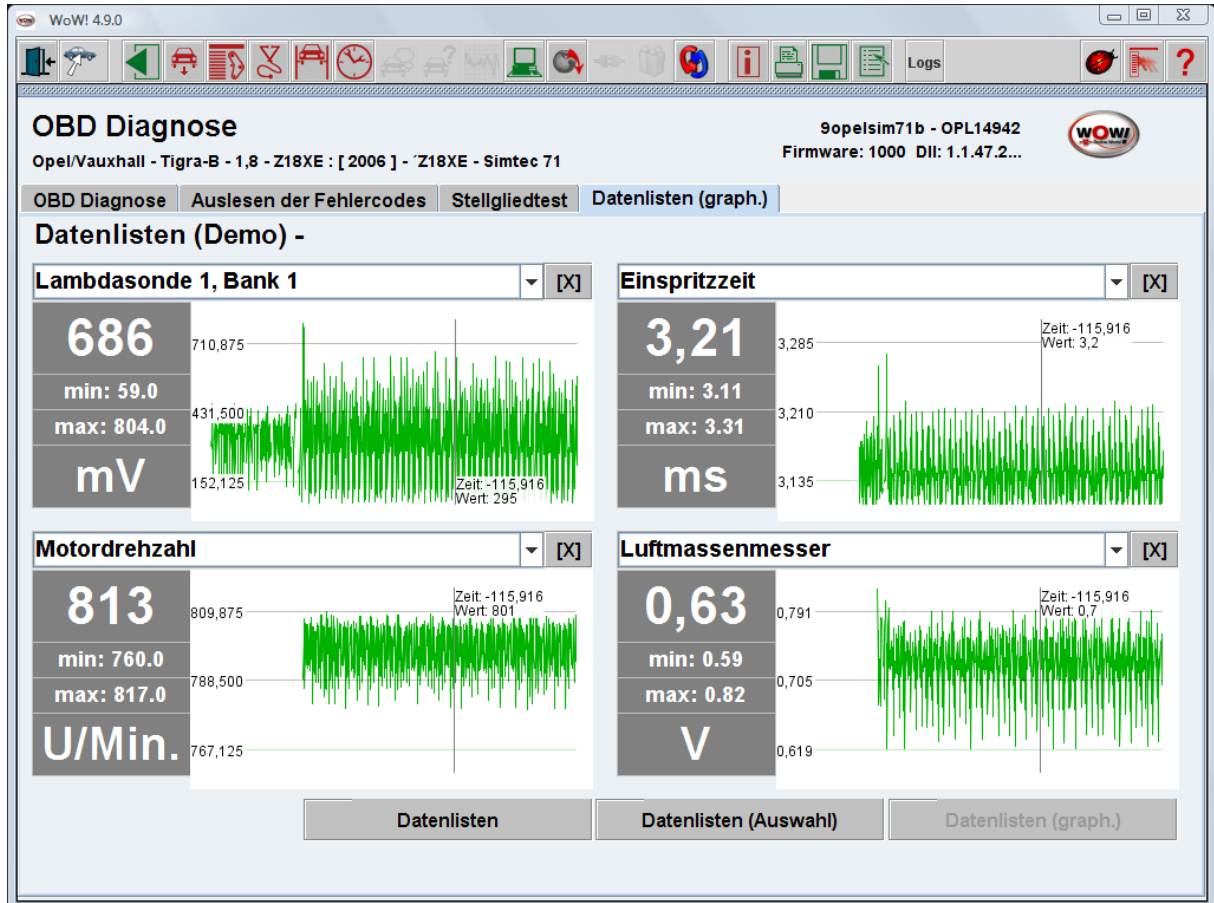 WoW! 4.9.0
Logs
OBD Diagnose
Opel/Vauxhall - Tigra-B - 1,8 - Z18XE : [ 2006 ] - ´Z18XE - Simtec 71
9opelsim71b - OPL14942
Firmware: 1000 Dll: 1.1.47.2...
WOW!
OBD Diagnose
Auslesen der Fehlercodes
Stellgliedtest
Datenlisten (graph.)
Datenlisten (Demo) -
Lambdasonde 1, Bank 1
[X]
686
min: 59.0
max: 804.0
mV
710,875
431,500
152,125
Zeit: -115,916
Wert: 295
Einspritzzeit
[X]
3,21
min: 3.11
max: 3.31
ms
3,285
3,210
3,135
Zeit: -115,916
Wert: 3,2
Motordrehzahl
[X]
813
min: 760.0
max: 817.0
U/Min.
809,875
788,500
767,125
Zeit: -115,916
Wert: 801
Luftmassenmesser
[X]
0,63
min: 0.59
max: 0.82
V
0,791
0,705
0,619
Zeit: -115,916
Wert: 0,7
Datenlisten
Datenlisten (Auswahl)
Datenlisten (graph.)